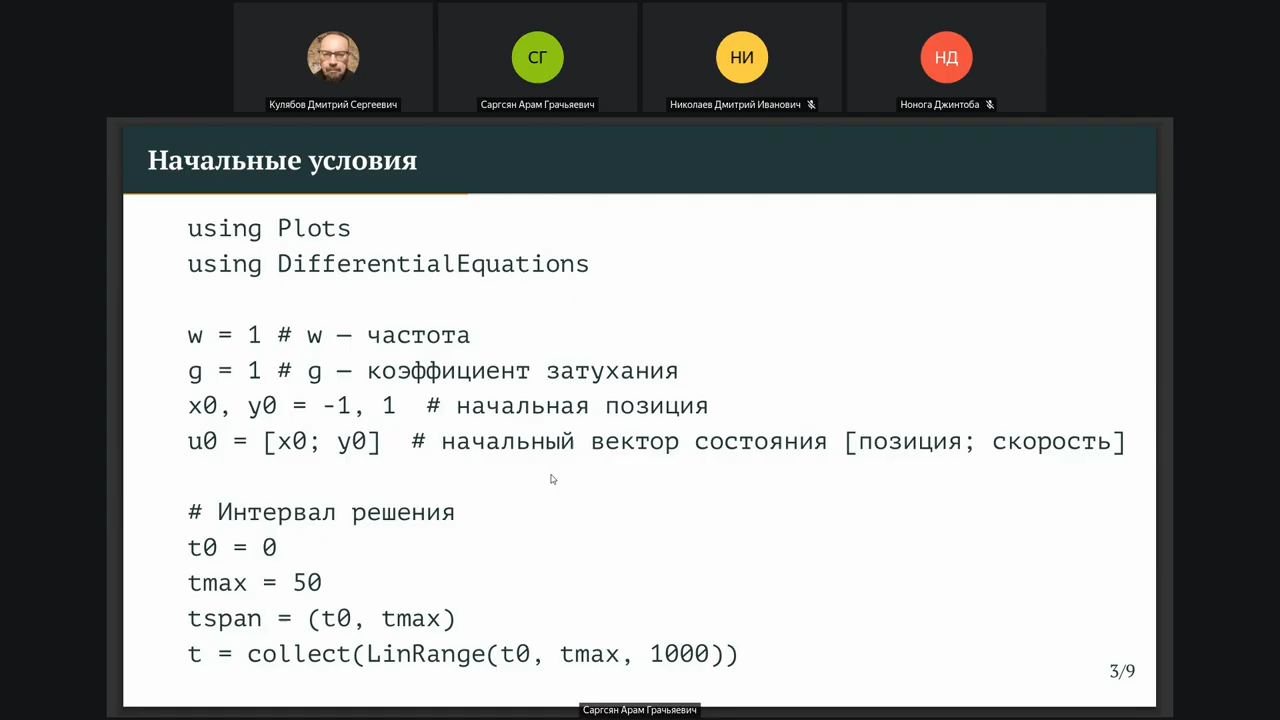 СГ
НИ
НД
Кулябов Дмитрий Сергеевич
Саргсян Арам Грачьяевич
Николаев Дмитрий Иванович
Нонога Джинтоба
Начальные условия
using Plots
using DifferentialEquations
w = 1 # w — частота
g = 1 # g — коэффициент затухания
x0, y0 = -1, 1  # начальная позиция
u0 = [x0; y0]  # начальный вектор состояния [позиция; скорость]
# Интервал решения
t0 = 0
tmax = 50
tspan = (t0, tmax)
t = collect(LinRange(t0, tmax, 1000))
3/9
Саргсян Арам Грачьяевич